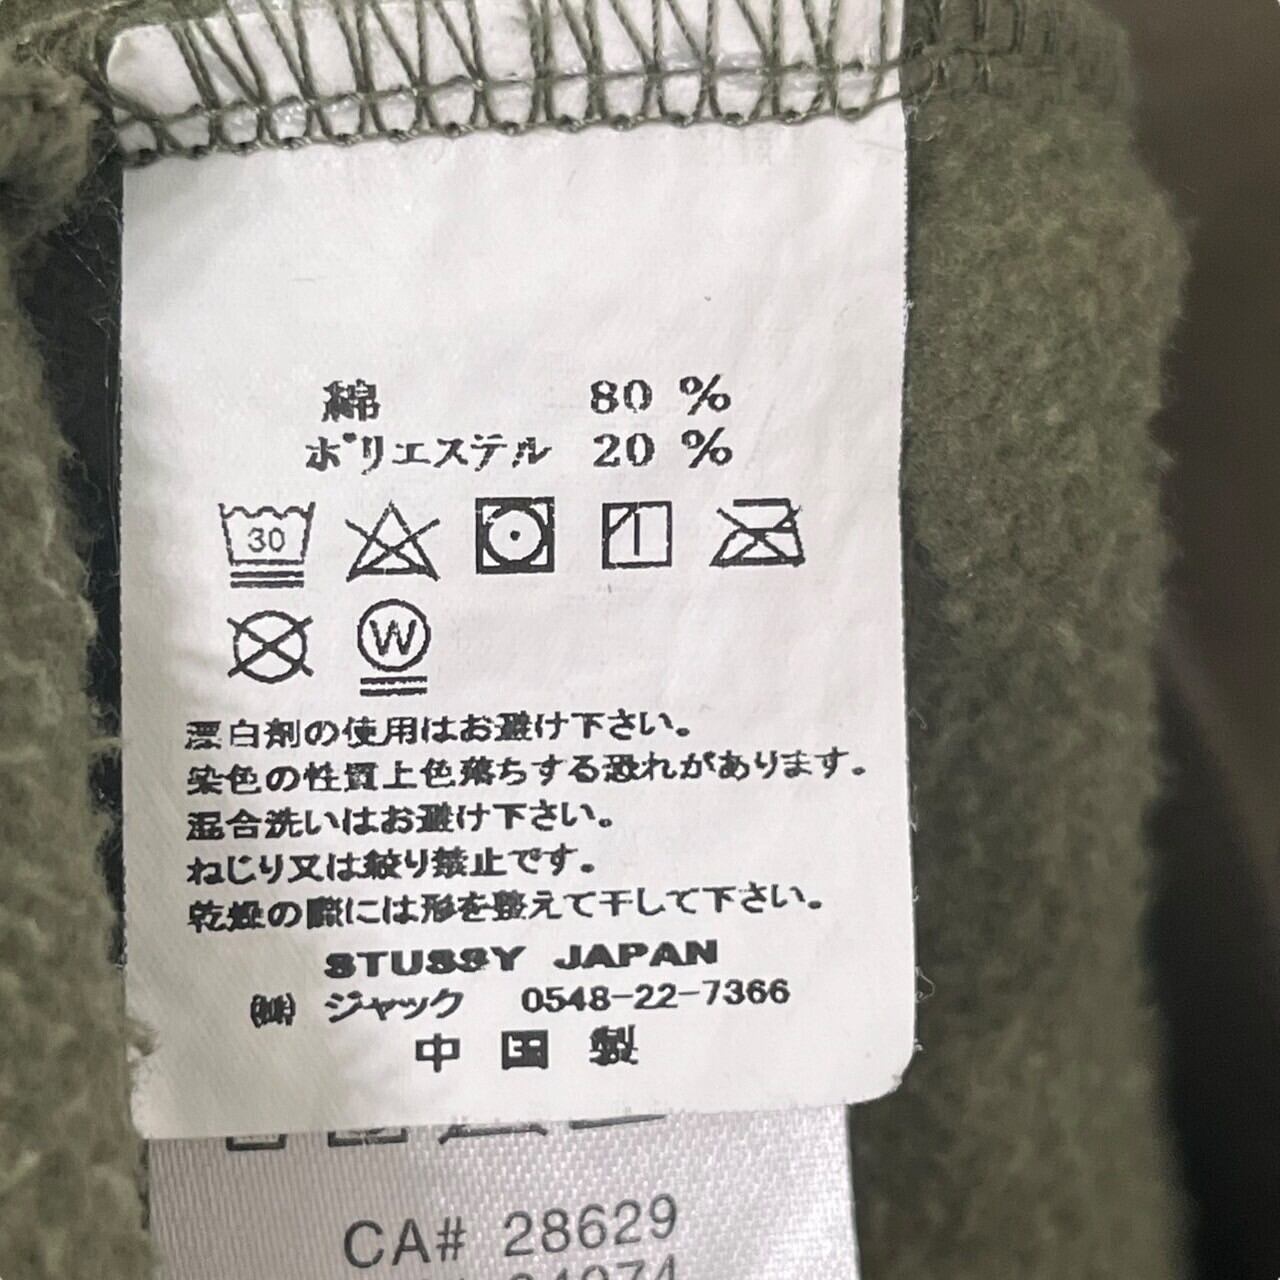 綿 80 %
ポリエステル 20 %
30
W
漂白剤の使用はお避け下さい。
染色の性質上色落ちする恐れがあります。
混合洗いはお避け下さい。
ねじり又は絞り禁止です。
乾燥の際には形を整えて干して下さい。
STUSSY JAPAN
㈱ ジャック 0548-22-7366
中国製
CA# 28629